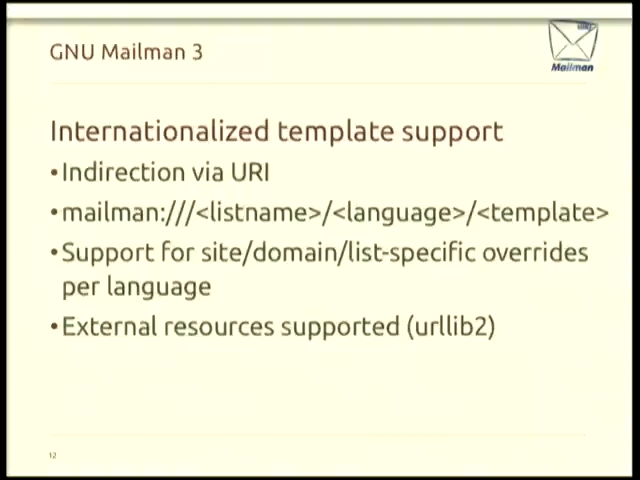 GNU Mailman 3
Mailman
Internationalized template support
•Indirection via URI
•mailman:///<listname>/<language>/<template>
•Support for site/domain/list-specific overrides
per language
•External resources supported (urllib2)
12